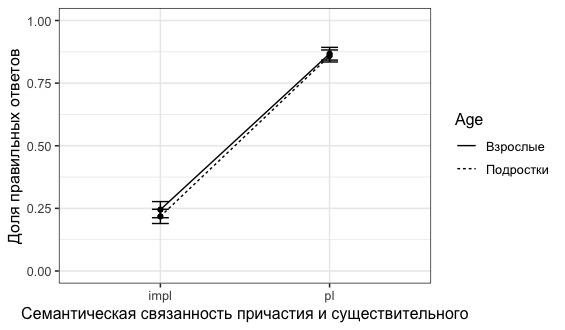 Доля правильных ответов
1.00
0.75
0.50
0.25
0.00
impl pl
Семантическая связанность причастия и существительного
Age
Взрослые
Подростки